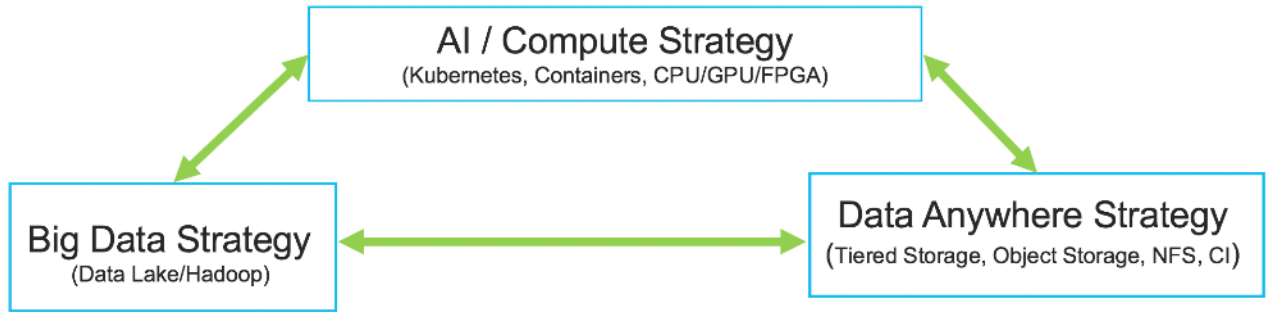 AI / Compute Strategy
(Kubernetes, Containers, CPU/GPU/FPGA)
Big Data Strategy
(Data Lake/Hadoop)
Data Anywhere Strategy
(Tiered Storage, Object Storage, NFS, CI)